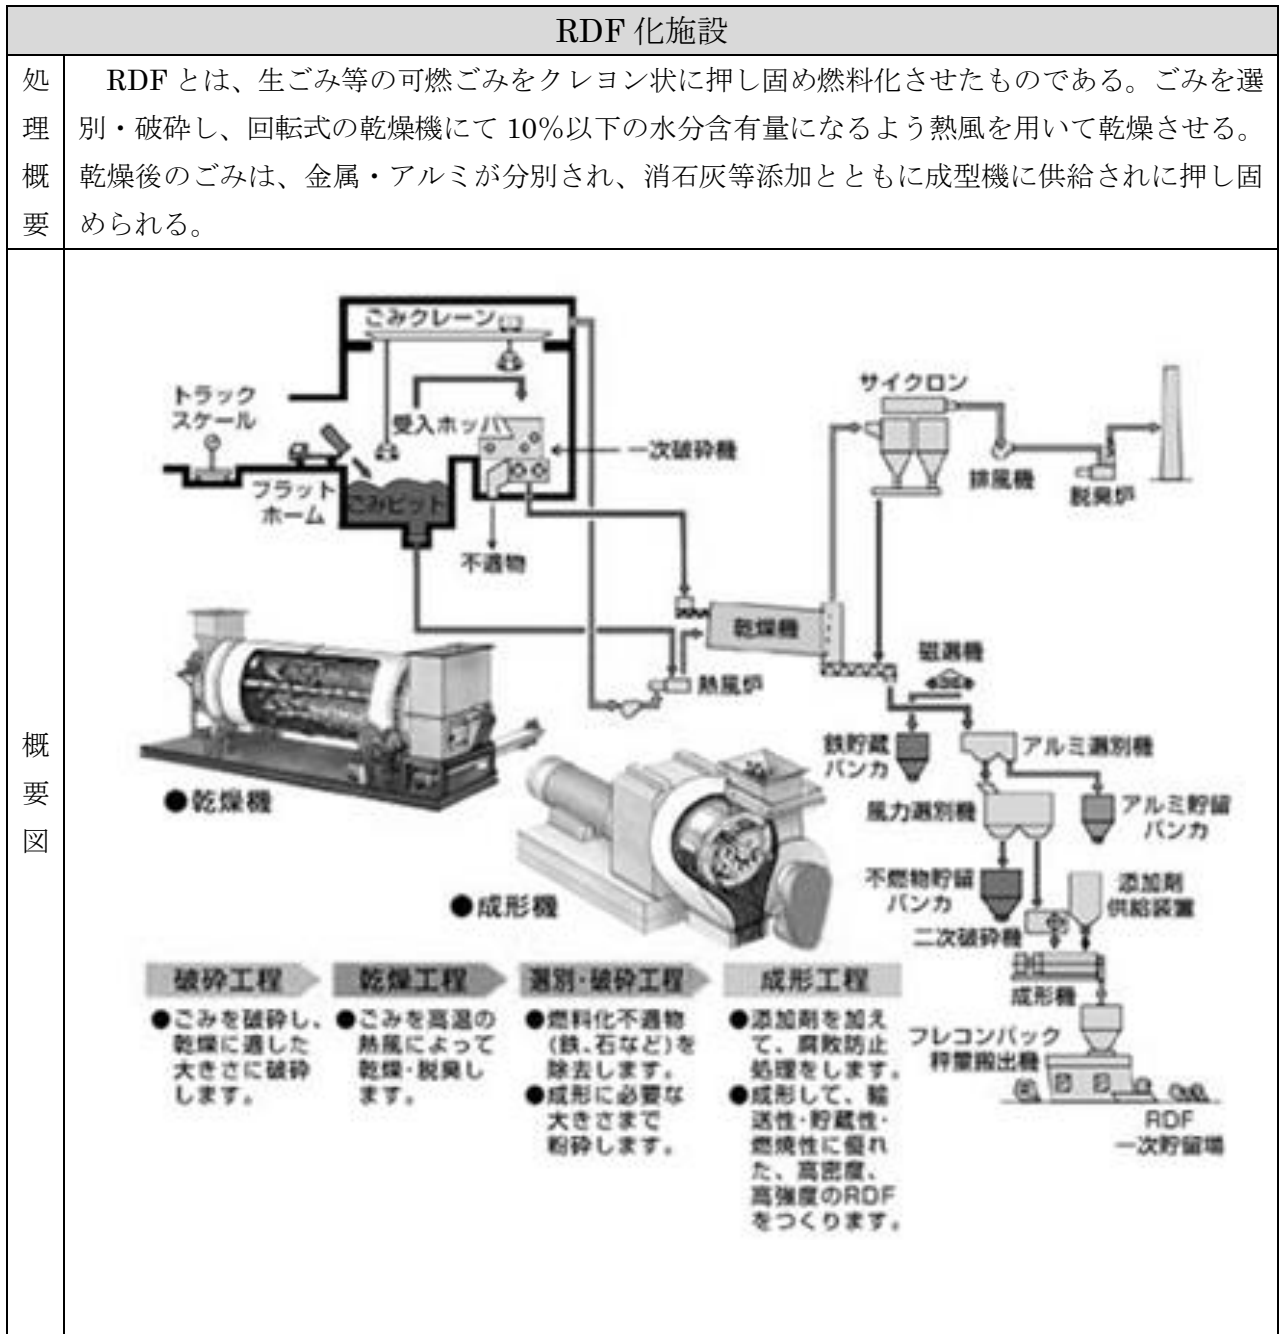 RDF 化施設
処理概要
RDF とは、生ごみ等の可燃ごみをクレヨン状に押し固め燃料化させたものである。ごみを選
別・破砕し、回転式の乾燥機にて 10%以下の水分含有量になるよう熱風を用いて乾燥させる。
乾燥後のごみは、金属・アルミが分別され、消石灰等添加とともに成型機に供給されに押し固
められる。
概要図
ごみクレーン
トラック
スケール
受入ホッパ
一次破砕機
プラット
ホーム
ごみピット
不適物
サイクロン
排風機
脱臭炉
乾燥機
熱風炉
磁選機
鉄貯蔵
バンカ
アルミ選別機
風力選別機
アルミ貯留
バンカ
不燃物貯留
バンカ
添加剤
供給装置
二次破砕機
成形機
フレコンバック
秤量搬出機
RDF
一次貯留場
●乾燥機
●成形機
破砕工程
●ごみを破砕し、
乾燥に適した
大きさに破砕
します。
乾燥工程
●ごみを高温の
熱風によって
乾燥・脱臭し
ます。
選別・破砕工程
●燃料化不適物
(鉄、石など)を
除去します。
●成形に必要な
大きさまで
粉砕します。
成形工程
●添加剤を加え
て、腐敗防止
処理をします。
●成形して、輸
送性・貯蔵性・
燃焼性に優れ
た、高密度、
高強度のRDF
をつくります。